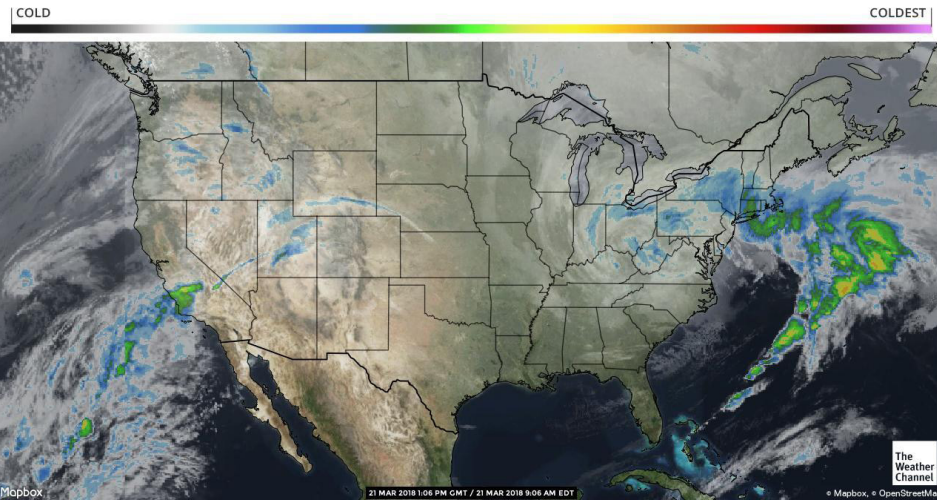 COLD
COLDEST
The
Weather
Channel
21 MAR 2018 1:06 PM GMT / 21 MAR 2018 9:06 AM EDT
Mapbox
© Mapbox, © OpenStreetMa